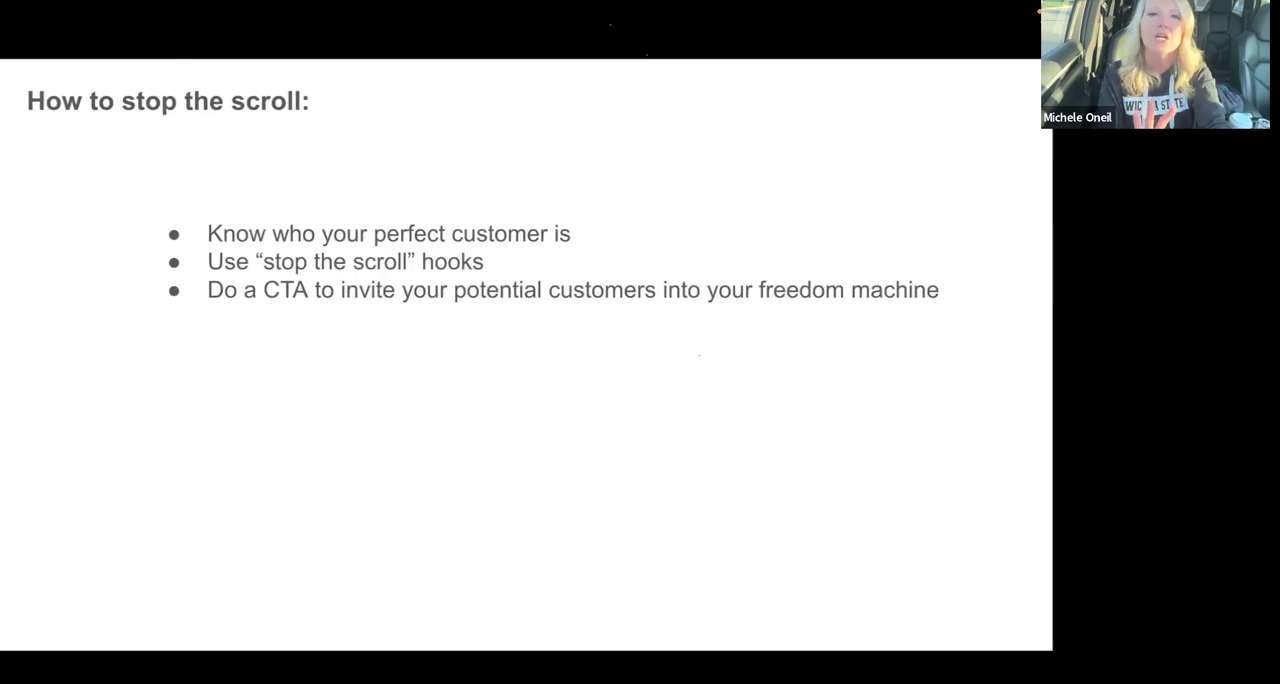 How to stop the scroll:
● Know who your perfect customer is
● Use “stop the scroll” hooks
● Do a CTA to invite your potential customers into your freedom machine
Michele Oneil